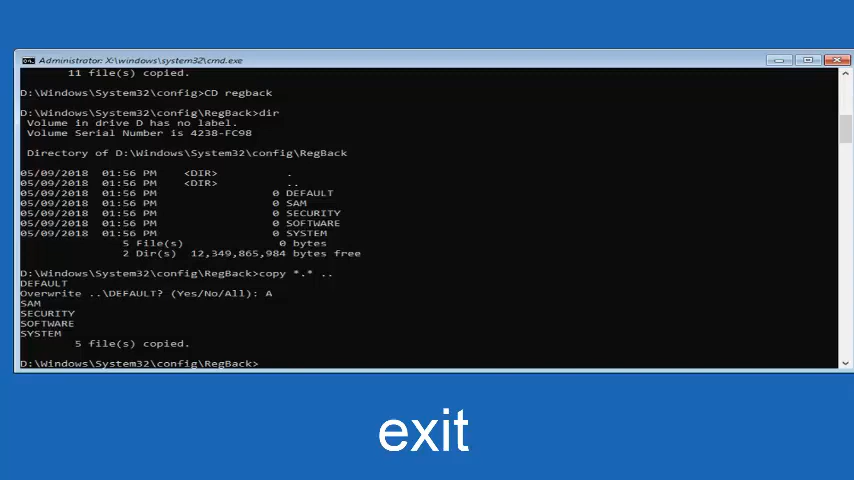 Administrator: X:\windows\system32\cmd.exe
11 file(s) copied.
D:\Windows\System32\config>CD regback
D:\Windows\System32\config\RegBack>dir
Volume in drive D has no label.
Volume Serial Number is 4238-FC98
Directory of D:\Windows\System32\config\RegBack
05/09/2018 01:56 PM <DIR> .
05/09/2018 01:56 PM <DIR> ..
05/09/2018 01:56 PM 0 DEFAULT
05/09/2018 01:56 PM 0 SAM
05/09/2018 01:56 PM 0 SECURITY
05/09/2018 01:56 PM 0 SOFTWARE
05/09/2018 01:56 PM 0 SYSTEM
5 File(s) 0 bytes
2 Dir(s) 12,349,865,984 bytes free
D:\Windows\System32\config\RegBack>copy *.* ..
DEFAULT
Overwrite ..\DEFAULT? (Yes/No/All): A
SAM
SECURITY
SOFTWARE
SYSTEM
5 file(s) copied.
D:\Windows\System32\config\RegBack>
exit